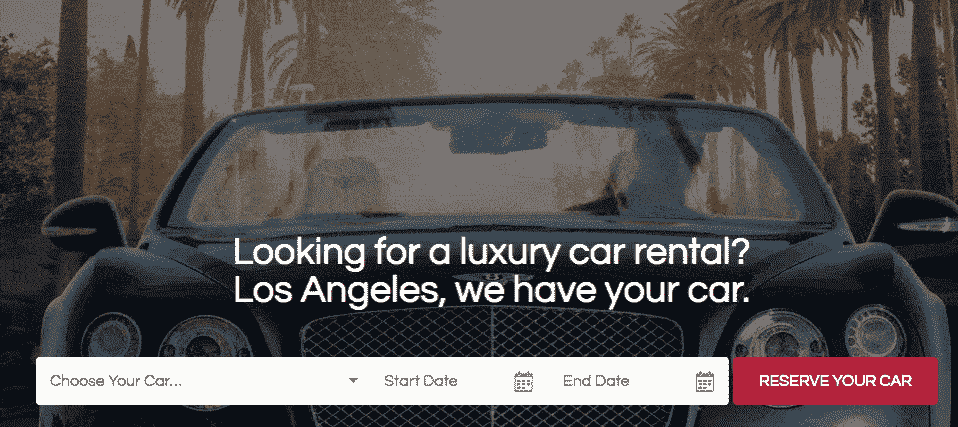 Looking for a luxury car rental?
Los Angeles, we have your car.
Choose Your Car... Start Date End Date RESERVE YOUR CAR